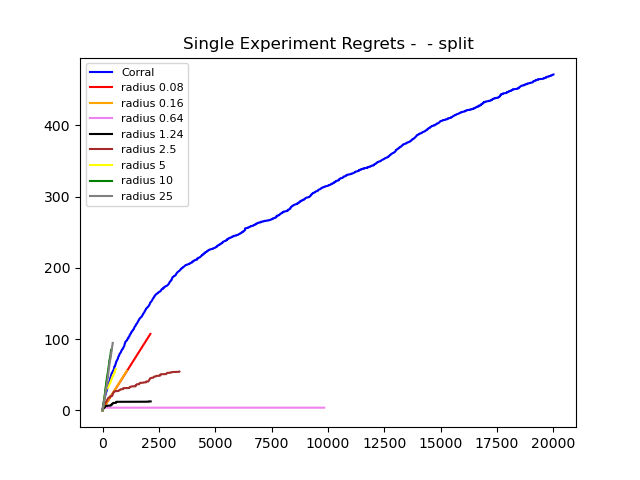 Single Experiment Regrets -  - split
Corral
radius 0.08
radius 0.16
radius 0.64
radius 1.24
radius 2.5
radius 5
radius 10
radius 25
400
300
200
100
0
0 2500 5000 7500 10000 12500 15000 17500 20000